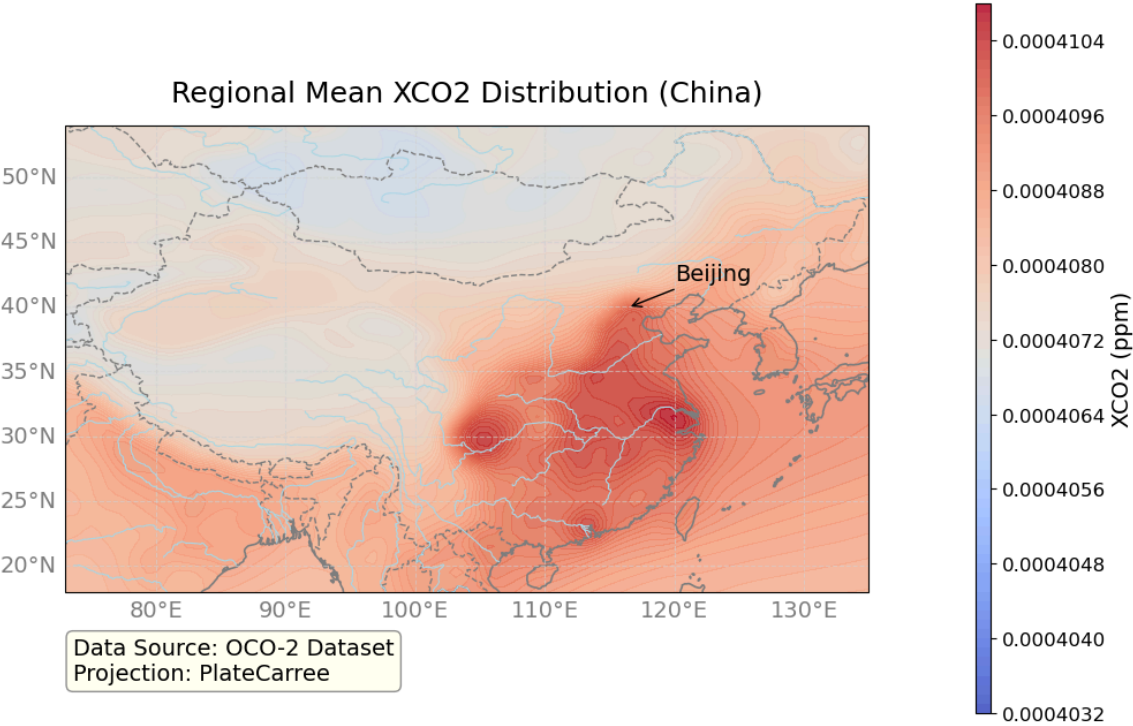 Regional Mean XCO2 Distribution (China)
50°N
45°N
40°N
35°N
30°N
25°N
20°N
80°E
90°E
100°E
110°E
120°E
130°E
Beijing
Data Source: OCO-2 Dataset
Projection: PlateCarree
0.0004104
0.0004096
0.0004088
0.0004080
0.0004072
0.0004064
0.0004056
0.0004048
0.0004040
0.0004032
XCO2 (ppm)